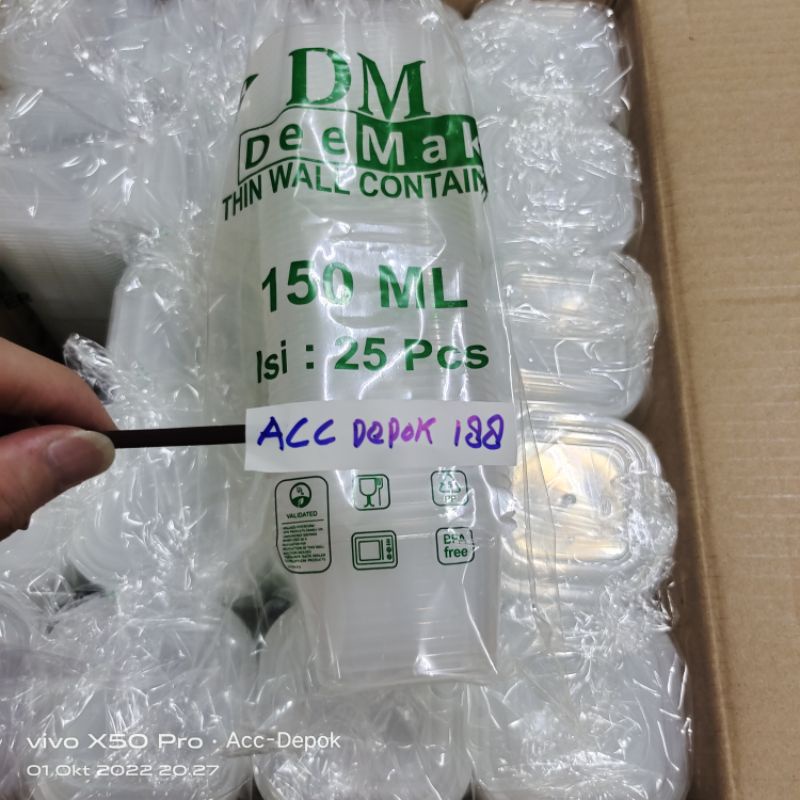 DM
DeeMak
THIN WALL CONTAIN
150 ML
Isi : 25 Pcs
ACC DEPOK 188
VALIDATED
PP
BPA
free
vivo X50 Pro · Acc-Depok
01.Okt 2022 20.27